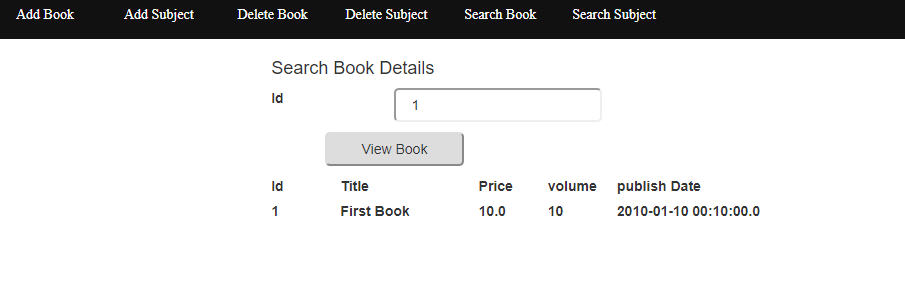 Add Book Add Subject Delete Book Delete Subject Search Book Search Subject
Search Book Details
Id 1
View Book
Id Title Price volume publish Date
1 First Book 10.0 10 2010-01-10 00:10:00.0